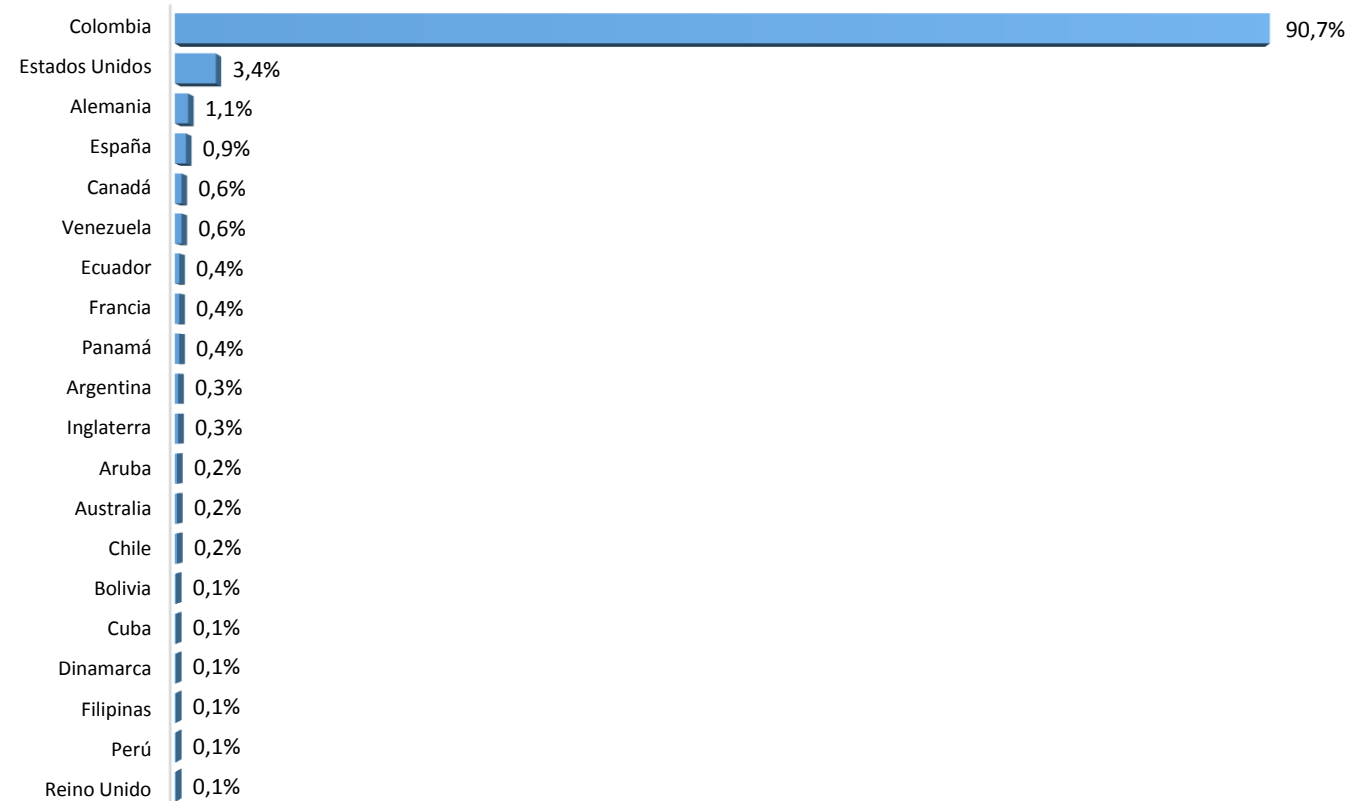 Colombia 90,7%
Estados Unidos 3,4%
Alemania 1,1%
España 0,9%
Canadá 0,6%
Venezuela 0,6%
Ecuador 0,4%
Francia 0,4%
Panamá 0,4%
Argentina 0,3%
Inglaterra 0,3%
Aruba 0,2%
Australia 0,2%
Chile 0,2%
Bolivia 0,1%
Cuba 0,1%
Dinamarca 0,1%
Filipinas 0,1%
Perú 0,1%
Reino Unido 0,1%